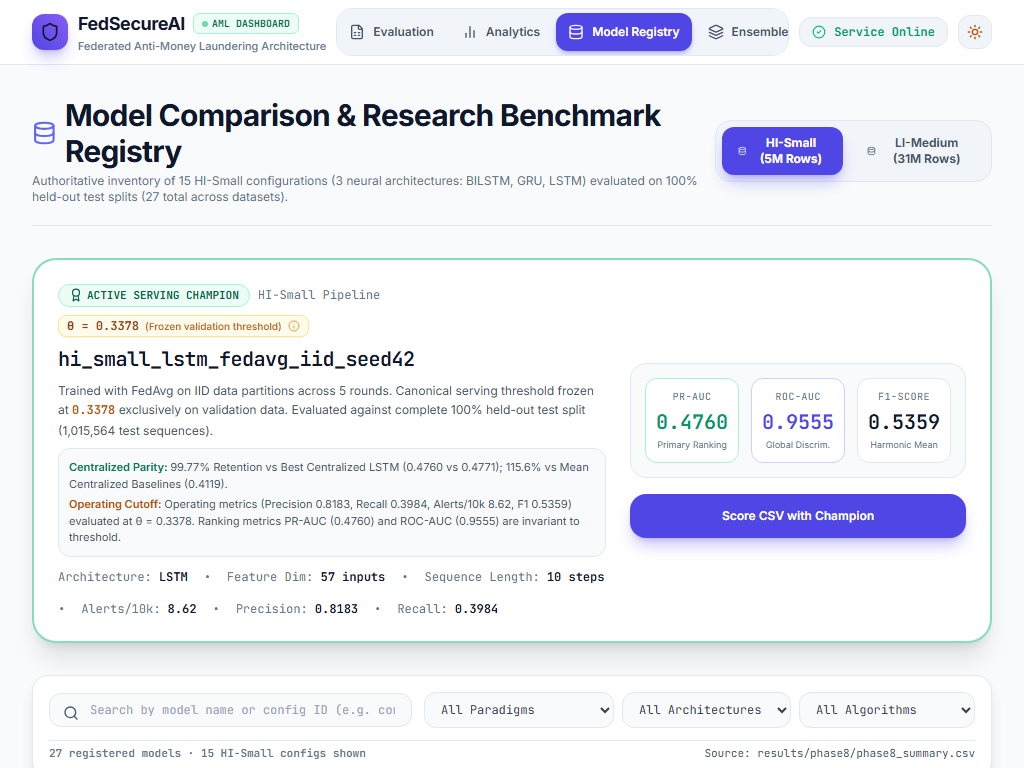 FedSecureAI
AML DASHBOARD
Federated Anti-Money Laundering Architecture
Evaluation
Analytics
Model Registry
Ensemble
Service Online
Model Comparison & Research Benchmark
Registry
Authoritative inventory of 15 HI-Small configurations (3 neural architectures: BILSTM, GRU, LSTM) evaluated on 100%
held-out test splits (27 total across datasets).
HI-Small
(5M Rows)
LI-Medium
(31M Rows)
ACTIVE SERVING CHAMPION
HI-Small Pipeline
θ = 0.3378 (Frozen validation threshold)
hi_small_lstm_fedavg_iid_seed42
Trained with FedAvg on IID data partitions across 5 rounds. Canonical serving threshold frozen
at 0.3378 exclusively on validation data. Evaluated against complete 100% held-out test split
(1,015,564 test sequences).
Centralized Parity: 99.77% Retention vs Best Centralized LSTM (0.4760 vs 0.4771); 115.6% vs Mean
Centralized Baselines (0.4119).
Operating Cutoff: Operating metrics (Precision 0.8183, Recall 0.3984, Alerts/10k 8.62, F1 0.5359)
evaluated at θ = 0.3378. Ranking metrics PR-AUC (0.4760) and ROC-AUC (0.9555) are invariant to
threshold.
Architecture: LSTM • Feature Dim: 57 inputs • Sequence Length: 10 steps
• Alerts/10k: 8.62 • Precision: 0.8183 • Recall: 0.3984
PR-AUC
0.4760
Primary Ranking
ROC-AUC
0.9555
Global Discrim.
F1-SCORE
0.5359
Harmonic Mean
Score CSV with Champion
Search by model name or config ID (e.g. cor
All Paradigms
All Architectures
All Algorithms
27 registered models · 15 HI-Small configs shown
Source: results/phase8/phase8_summary.csv